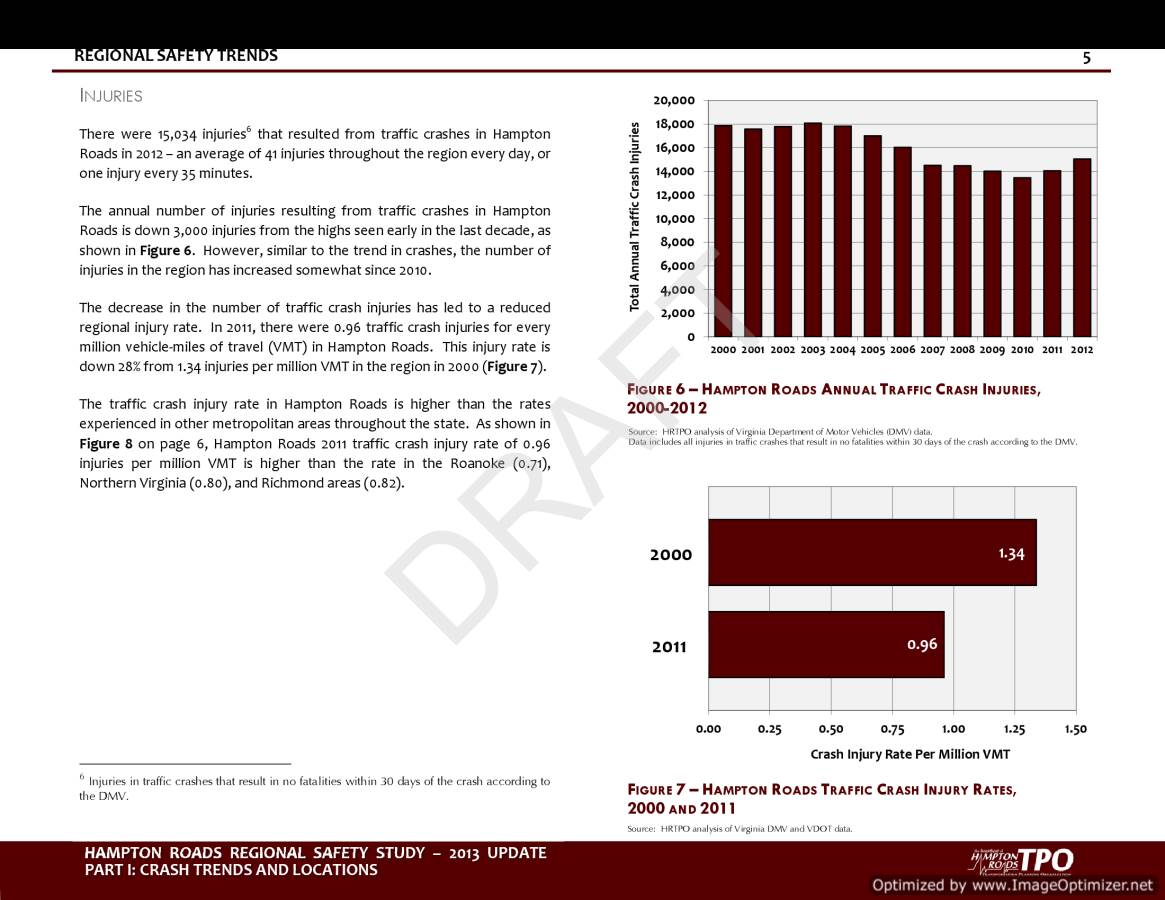 REGIONAL SAFETY TRENDS 5
INJURIES
There were 15,034 injuries6 that resulted from traffic crashes in Hampton
Roads in 2012 – an average of 41 injuries throughout the region every day, or
one injury every 35 minutes.
The annual number of injuries resulting from traffic crashes in Hampton
Roads is down 3,000 injuries from the highs seen early in the last decade, as
shown in Figure 6. However, similar to the trend in crashes, the number of
injuries in the region has increased somewhat since 2010.
The decrease in the number of traffic crash injuries has led to a reduced
regional injury rate. In 2011, there were 0.96 traffic crash injuries for every
million vehicle-miles of travel (VMT) in Hampton Roads. This injury rate is
down 28% from 1.34 injuries per million VMT in the region in 2000 (Figure 7).
The traffic crash injury rate in Hampton Roads is higher than the rates
experienced in other metropolitan areas throughout the state. As shown in
Figure 8 on page 6, Hampton Roads 2011 traffic crash injury rate of 0.96
injuries per million VMT is higher than the rate in the Roanoke (0.71),
Northern Virginia (0.80), and Richmond areas (0.82).
6 Injuries in traffic crashes that result in no fatalities within 30 days of the crash according to
the DMV.
Total Annual Traffic Crash Injuries
20,000
18,000
16,000
14,000
12,000
10,000
8,000
6,000
4,000
2,000
0
2000 2001 2002 2003 2004 2005 2006 2007 2008 2009 2010 2011 2012
FIGURE 6 – HAMPTON ROADS ANNUAL TRAFFIC CRASH INJURIES,
2000-2012
Source: HRTPO analysis of Virginia Department of Motor Vehicles (DMV) data.
Data includes all injuries in traffic crashes that result in no fatalities within 30 days of the crash according to the DMV.
2000 1.34
2011 0.96
0.00 0.25 0.50 0.75 1.00 1.25 1.50
Crash Injury Rate Per Million VMT
FIGURE 7 – HAMPTON ROADS TRAFFIC CRASH INJURY RATES,
2000 AND 2011
Source: HRTPO analysis of Virginia DMV and VDOT data.
DRAFT
HAMPTON ROADS REGIONAL SAFETY STUDY – 2013 UPDATE
PART I: CRASH TRENDS AND LOCATIONS
HAMPTON
ROADS TPO
Optimized by www.ImageOptimizer.net